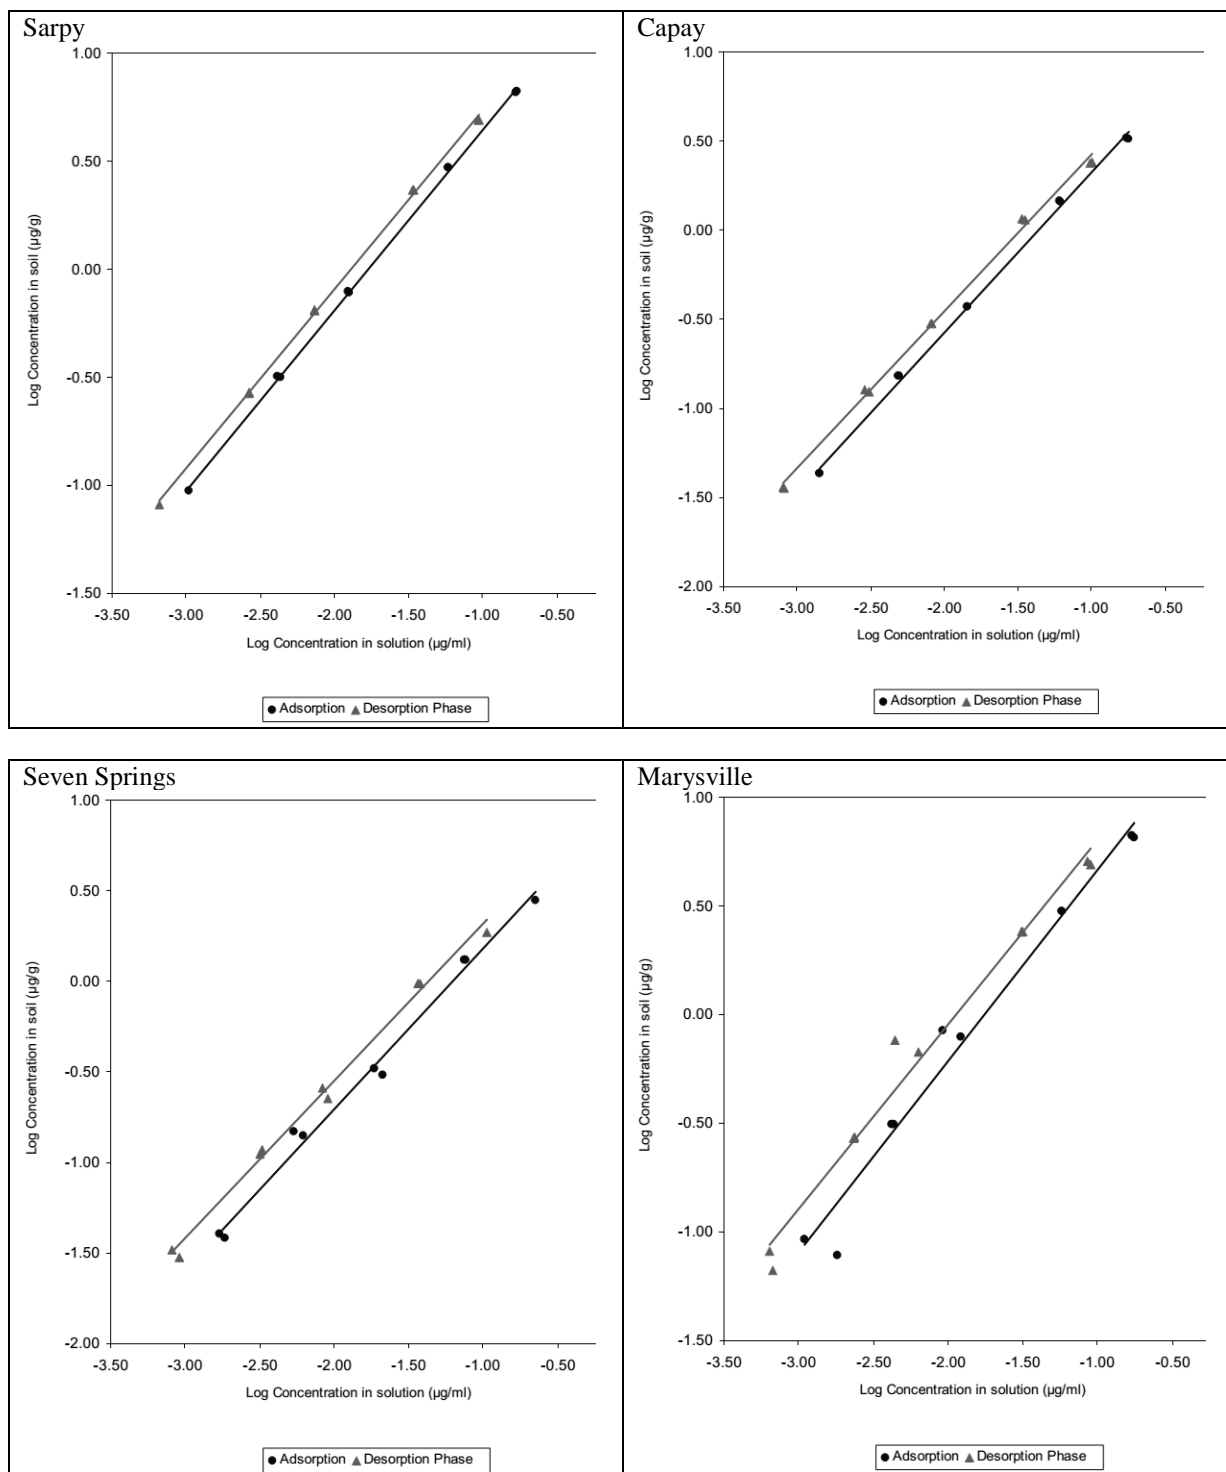 Sarpy
1.00
0.50
0.00
-0.50
-1.00
-1.50
Log Concentration in soil (µg/g)
-3.50 -3.00 -2.50 -2.00 -1.50 -1.00 -0.50
Log Concentration in solution (µg/ml)
Adsorption Desorption Phase
Capay
1.00
0.50
0.00
-0.50
-1.00
-1.50
-2.00
Log Concentration in soil (µg/g)
-3.50 -3.00 -2.50 -2.00 -1.50 -1.00 -0.50
Log Concentration in solution (µg/ml)
Adsorption Desorption Phase
Seven Springs
1.00
0.50
0.00
-0.50
-1.00
-1.50
-2.00
Log Concentration in soil (µg/g)
-3.50 -3.00 -2.50 -2.00 -1.50 -1.00 -0.50
Log Concentration in solution (µg/ml)
Adsorption Desorption Phase
Marysville
1.00
0.50
0.00
-0.50
-1.00
-1.50
Log Concentration in soil (µg/g)
-3.50 -3.00 -2.50 -2.00 -1.50 -1.00 -0.50
Log Concentration in solution (µg/ml)
Adsorption Desorption Phase